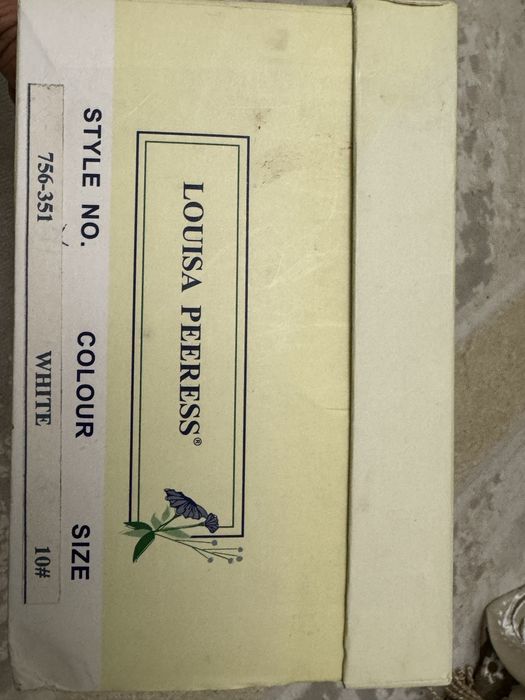 LOUISA PEERESS®
STYLE NO. COLOUR SIZE
756-351 WHITE 10#